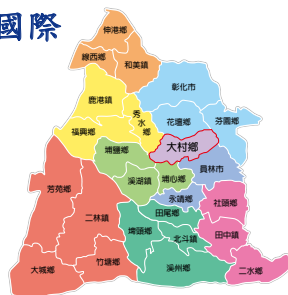 國際
伸港鄉
線西鄉
和美鎮
彰化市
鹿港鎮
秀水鄉
花壇鄉
芬園鄉
福興鄉
大村鄉
埔鹽鄉
員林市
芳苑鄉
溪湖鎮
埔心鄉
永靖鄉
社頭鄉
二林鎮
田尾鄉
埤頭鄉
北斗鎮
田中鎮
大城鄉
竹塘鄉
溪州鄉
二水鄉